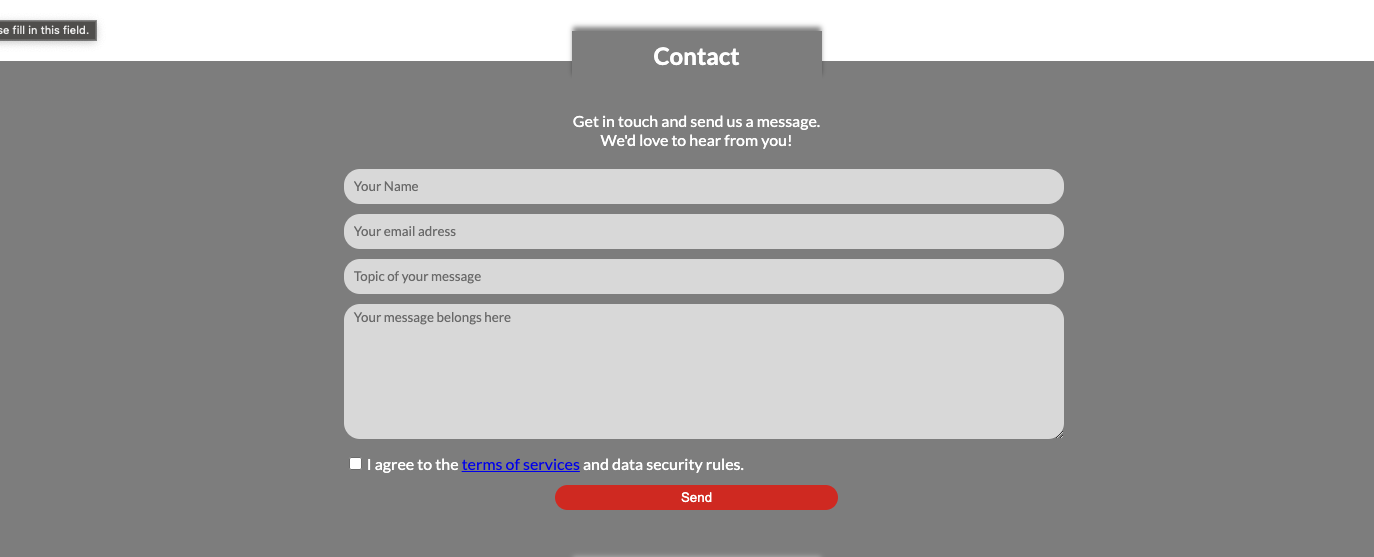 se fill in this field.
Contact
Get in touch and send us a message.
We'd love to hear from you!
Your Name
Your email adress
Topic of your message
Your message belongs here
I agree to the terms of services and data security rules.
Send